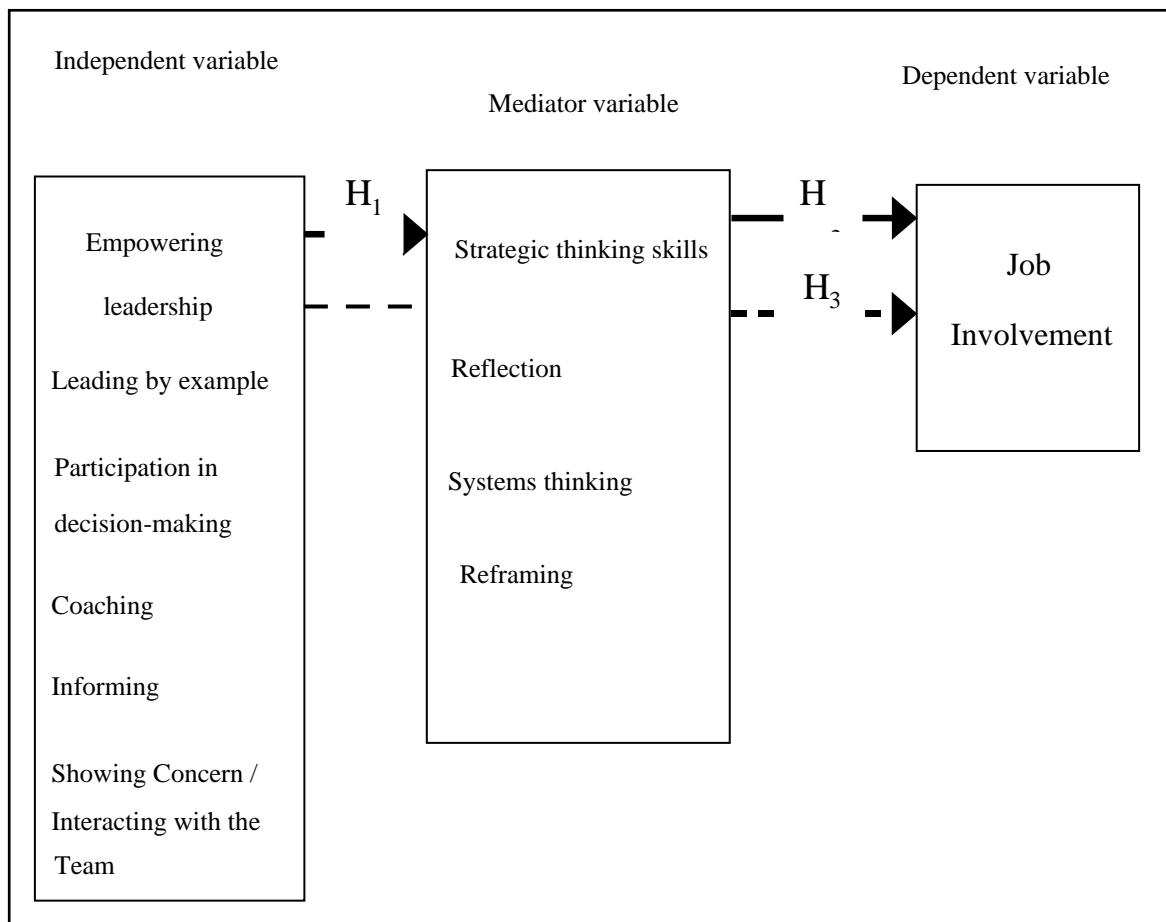 Independent variable
Mediator variable
Dependent variable
H1
Empowering
leadership
Leading by example
Participation in
decision-making
Coaching
Informing
Showing Concern /
Interacting with the
Team
Strategic thinking skills
Reflection
Systems thinking
Reframing
H
H3
Job
Involvement